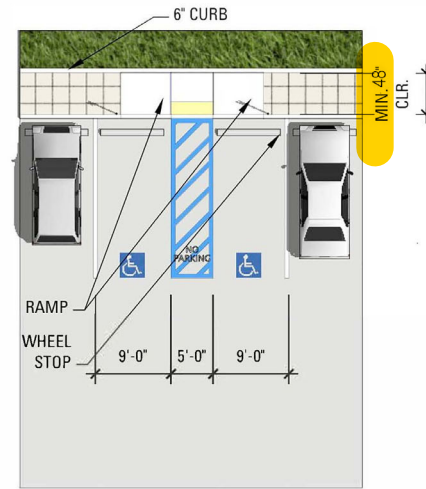 6" CURB
MIN. 48"
CLR.
NO
PARKING
RAMP
WHEEL
STOP
9'-0"
5'-0"
9'-0"